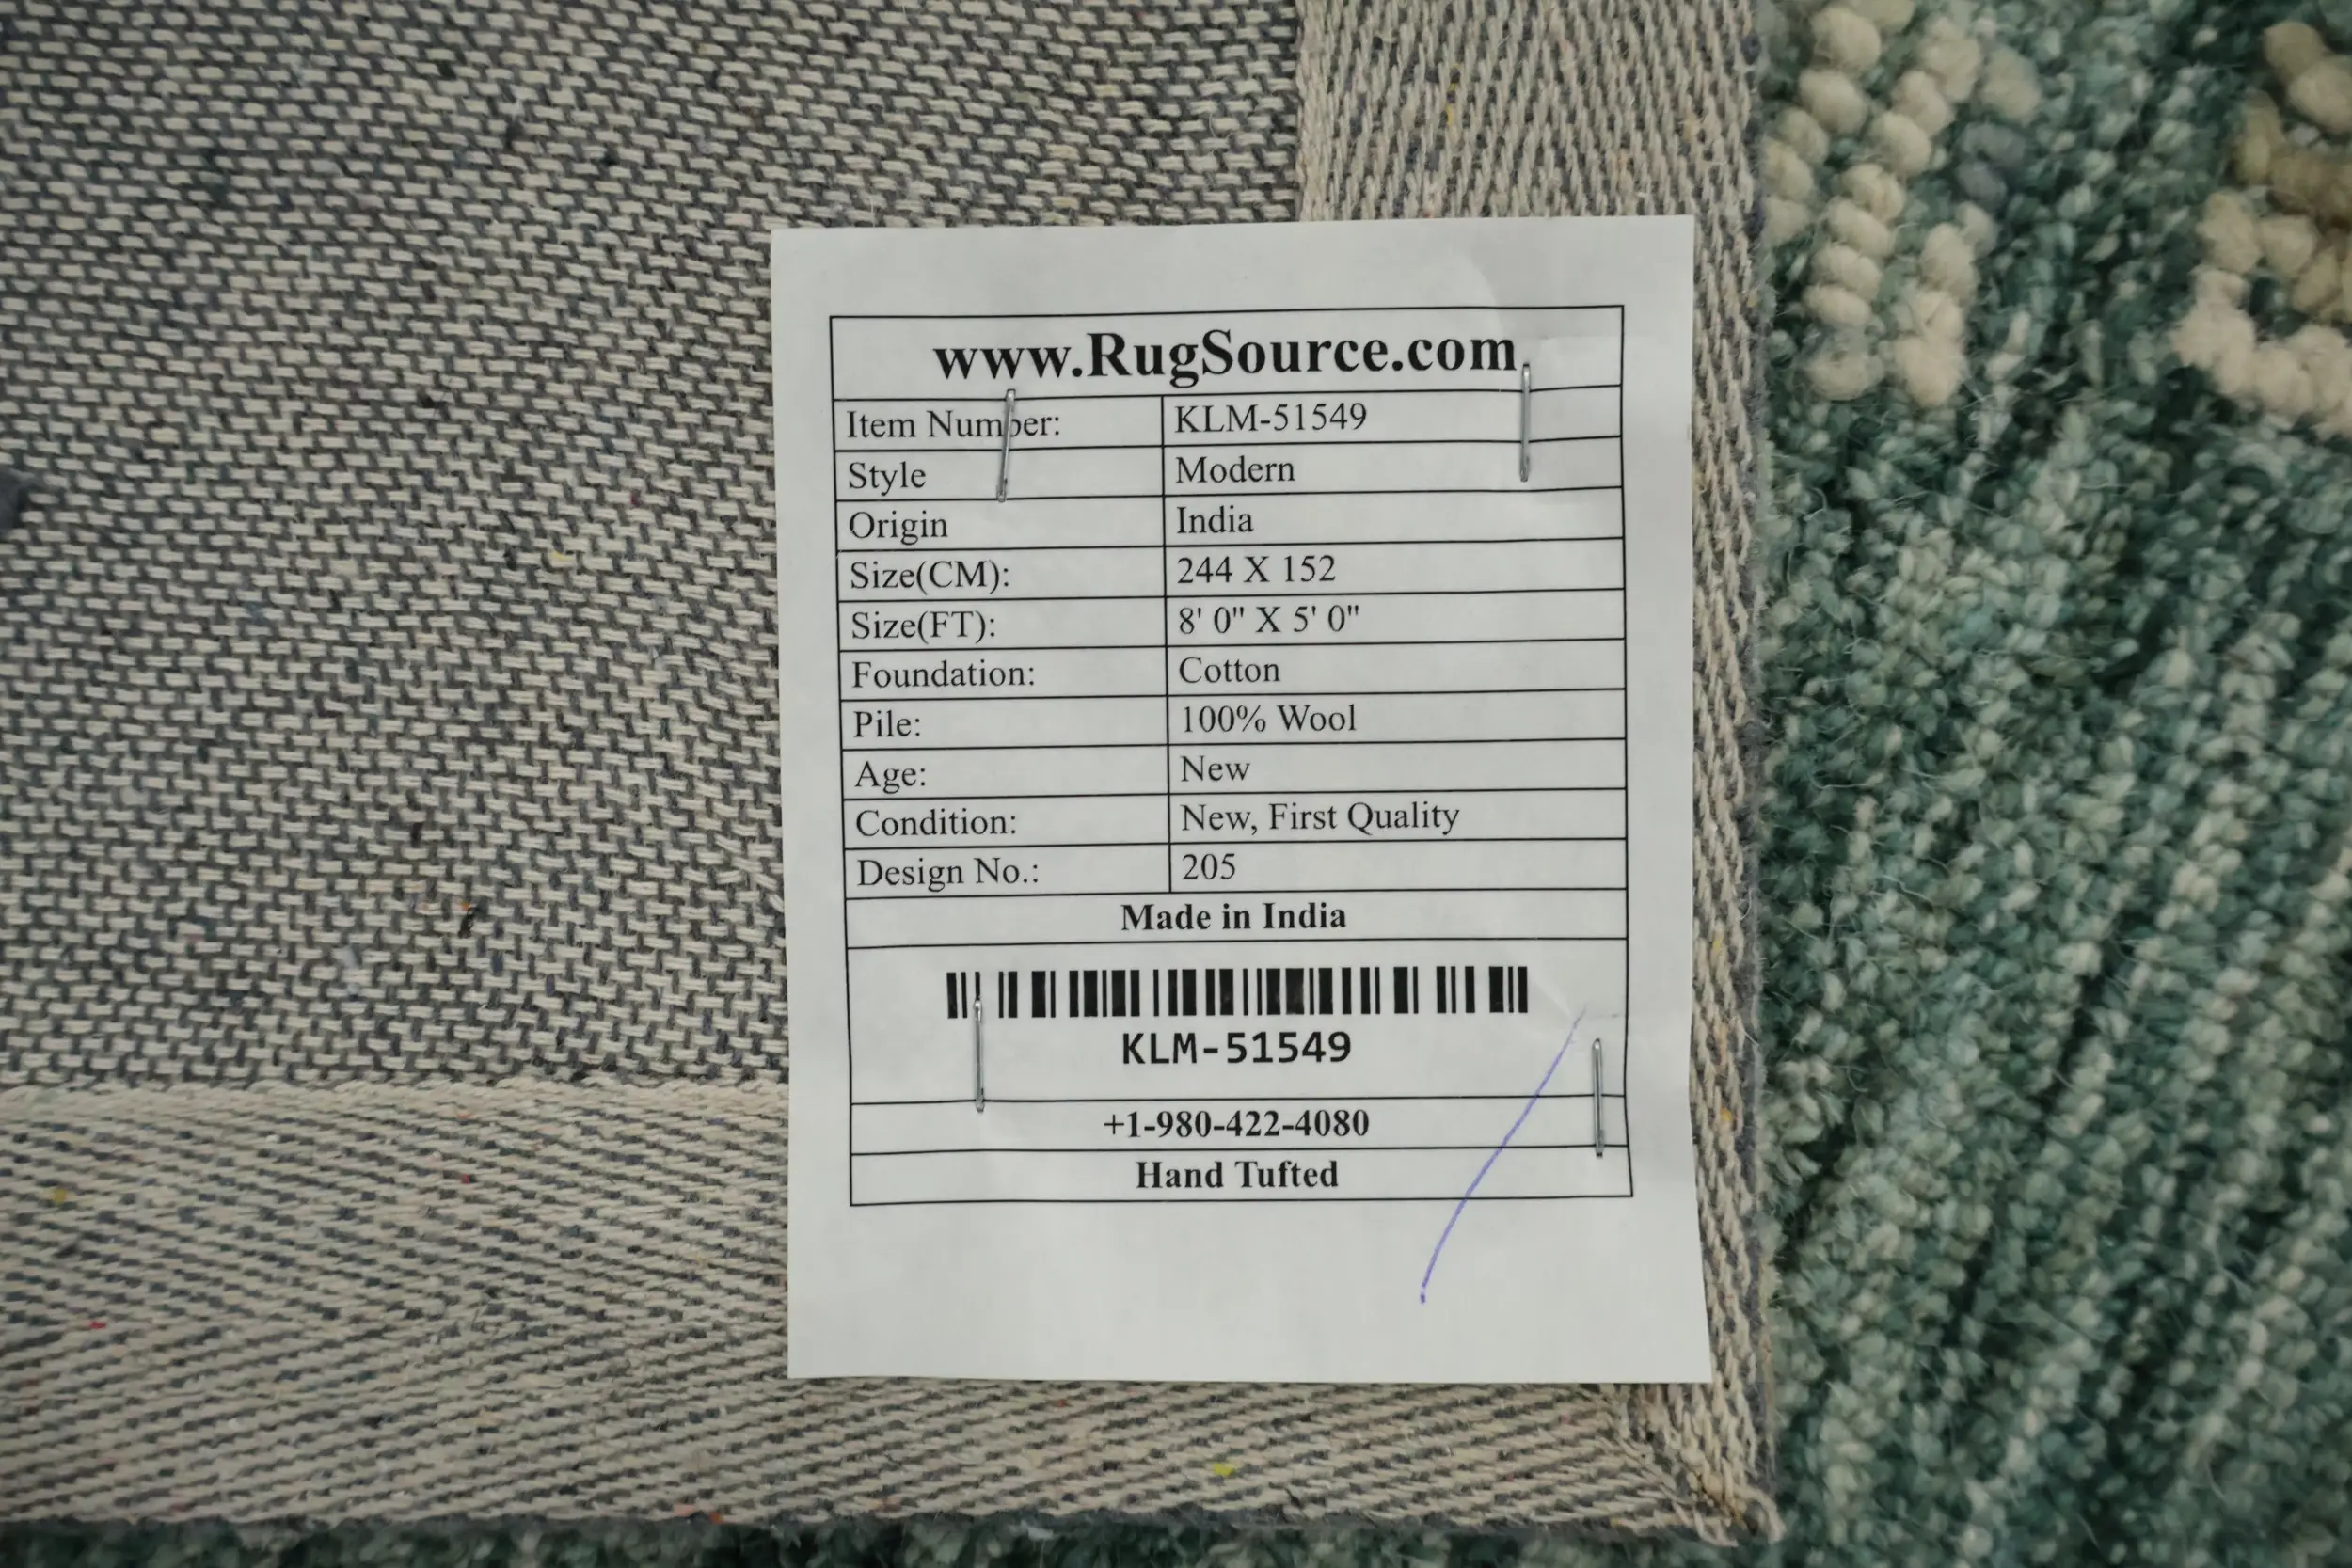 www.RugSource.com
Item Number: KLM-51549
Style Modern
Origin India
Size(CM): 244 X 152
Size(FT): 8' 0" X 5' 0"
Foundation: Cotton
Pile: 100% Wool
Age: New
Condition: New, First Quality
Design No.: 205
Made in India
KLM-51549
+1-980-422-4080
Hand Tufted